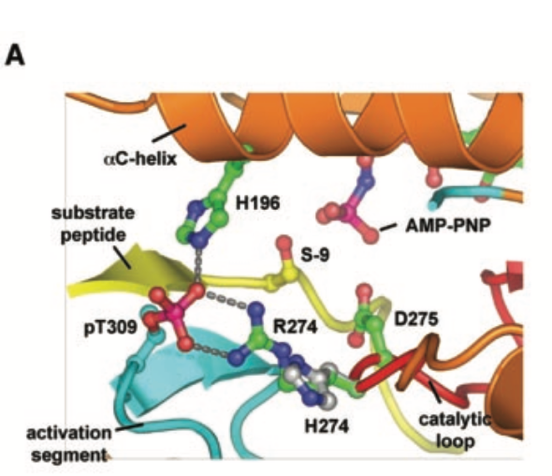 A
αC-helix
H196
substrate
peptide
AMP-PNP
S-9
pT309
R274
D275
H274
activation
segment
catalytic
loop